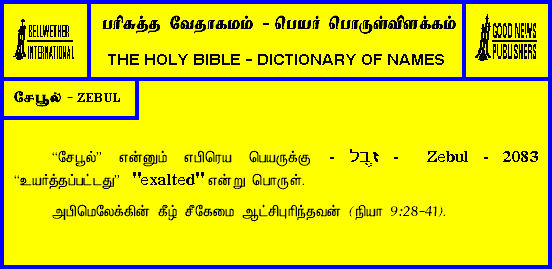 BELLWETHER
INTERNATIONAL
பரிசுத்த வேதாகமம் - பெயர் பொருள்விளக்கம்
THE HOLY BIBLE - DICTIONARY OF NAMES
GOOD NEWS
PUBLISHERS
சேபூல் - ZEBUL
“சேபூல்” என்னும் எபிரெய பெயருக்கு - זְבֻל - Zebul - 2083
“உயர்த்தப்பட்டது” "exalted" என்று பொருள்.
அபிமெலேக்கின் கீழ் சீகேமை ஆட்சிபுரிந்தவன் (நியா 9:28-41).